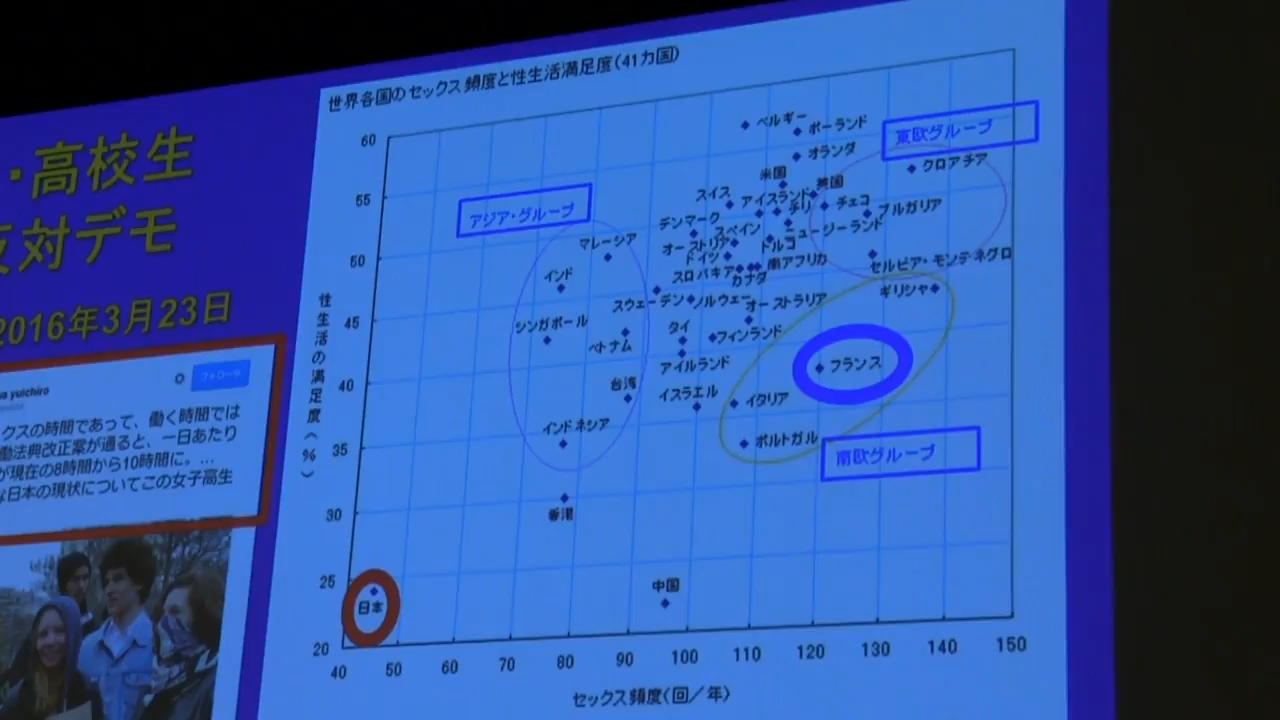 ・高校生
反対デモ
2016年3月23日
yuichiro
フォローする
クスの時間であって、働く時間では
働法典改正案が通ると、一日あたり
が現在の8時間から10時間に。...
な日本の現状についてこの女子高生
世界各国のセックス頻度と性生活満足度(41カ国)
性生活の満足度(%)
60
55
50
45
40
35
30
25
20
40
50
60
70
80
90
100
110
120
130
140
150
セックス頻度(回/年)
アジア・グループ
東欧グループ
南欧グループ
ベルギー
ポーランド
オランダ
クロアチア
米国
英国
スイス
アイスランド
チリ
チェコ
ブルガリア
デンマーク
スペイン
ニュージーランド
オーストリア
トルコ
マレーシア
ドイツ
南アフリカ
セルビア・モンテネグロ
スロバキア
カナダ
インド
ギリシャ
スウェーデン
ノルウェー
オーストラリア
シンガポール
ベトナム
タイ
フィンランド
アイルランド
フランス
台湾
イスラエル
イタリア
インドネシア
ポルトガル
香港
中国
日本